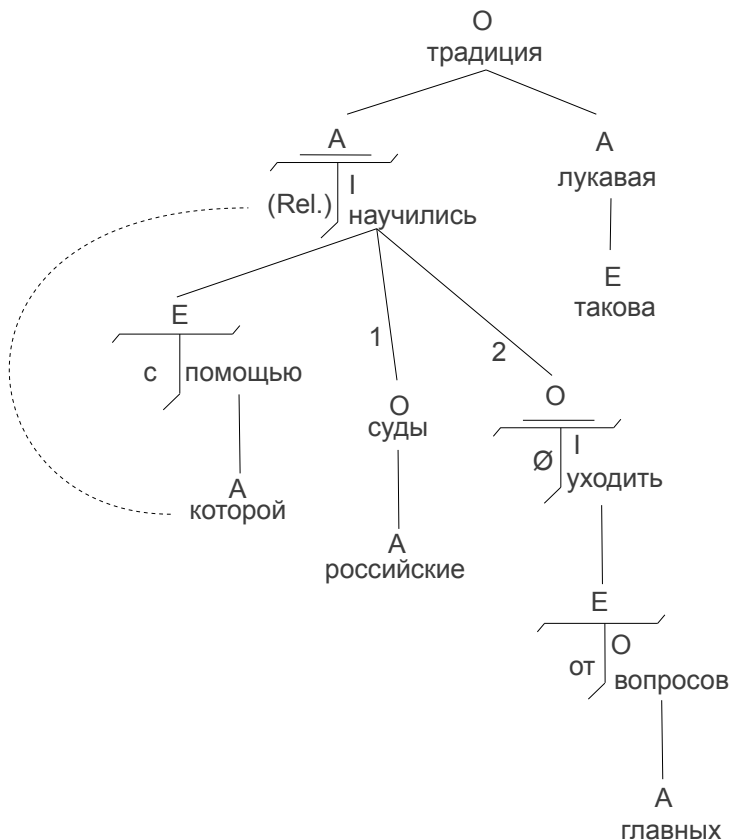 O
традиция
A
A
I
лукавая
(Rel.)
научились
E
E
такова
1
2
с
помощью
O
O
суды
I
Ø
A
уходить
которой
A
российские
E
O
от
вопросов
A
главных